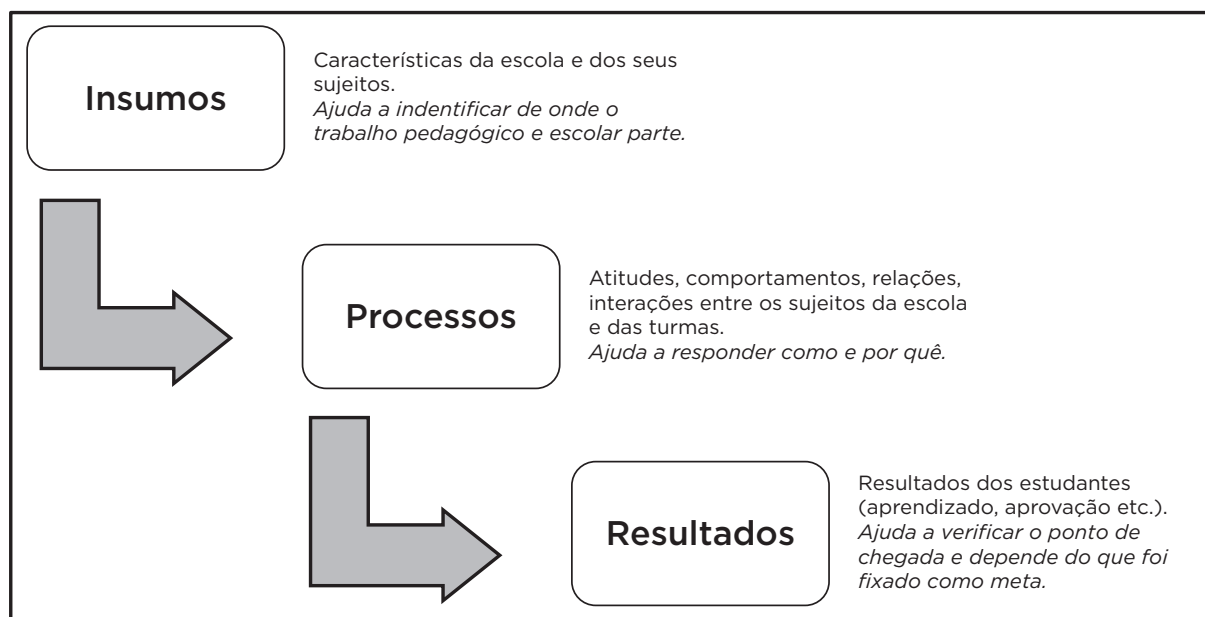 Insumos
Características da escola e dos seus
sujeitos.
Ajuda a indentificar de onde o
trabalho pedagógico e escolar parte.
Processos
Atitudes, comportamentos, relações,
interações entre os sujeitos da escola
e das turmas.
Ajuda a responder como e por quê.
Resultados
Resultados dos estudantes
(aprendizado, aprovação etc.).
Ajuda a verificar o ponto de
chegada e depende do que foi
fixado como meta.